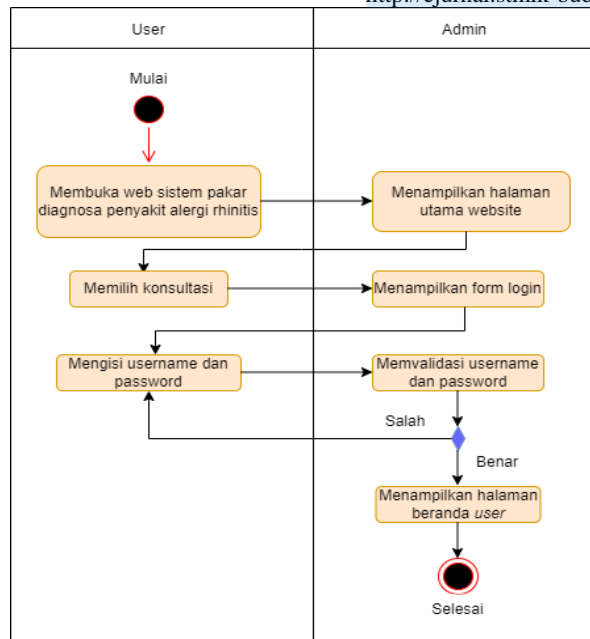 User
Admin
Mulai
Membuka web sistem pakar
diagnosa penyakit alergi rhinitis
Menampilkan halaman
utama website
Memilih konsultasi
Menampilkan form login
Mengisi username dan
password
Memvalidasi username
dan password
Salah
Benar
Menampilkan halaman
beranda user
Selesai